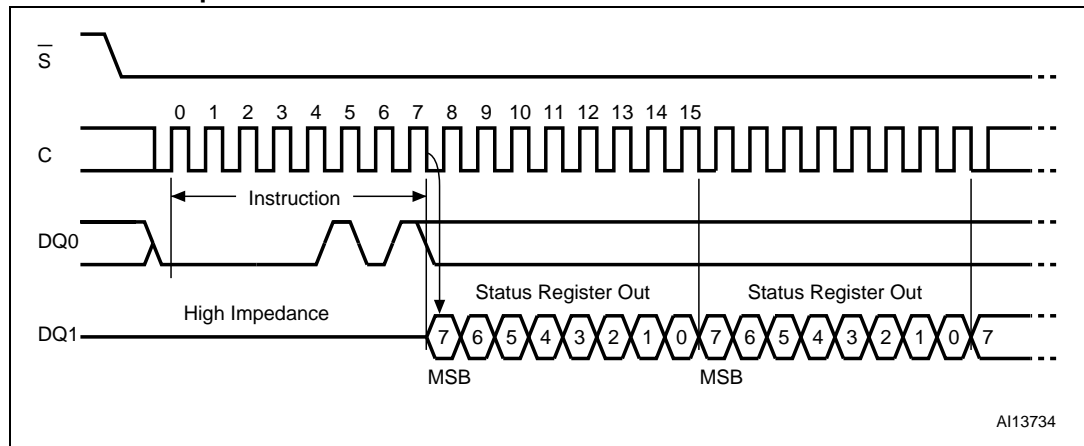 S
0 1 2 3 4 5 6 7 8 9 10 11 12 13 14 15
C
Instruction
DQ0
Status Register Out Status Register Out
High Impedance
DQ1 7 6 5 4 3 2 1 0 7 6 5 4 3 2 1 0 7
MSB MSB
AI13734